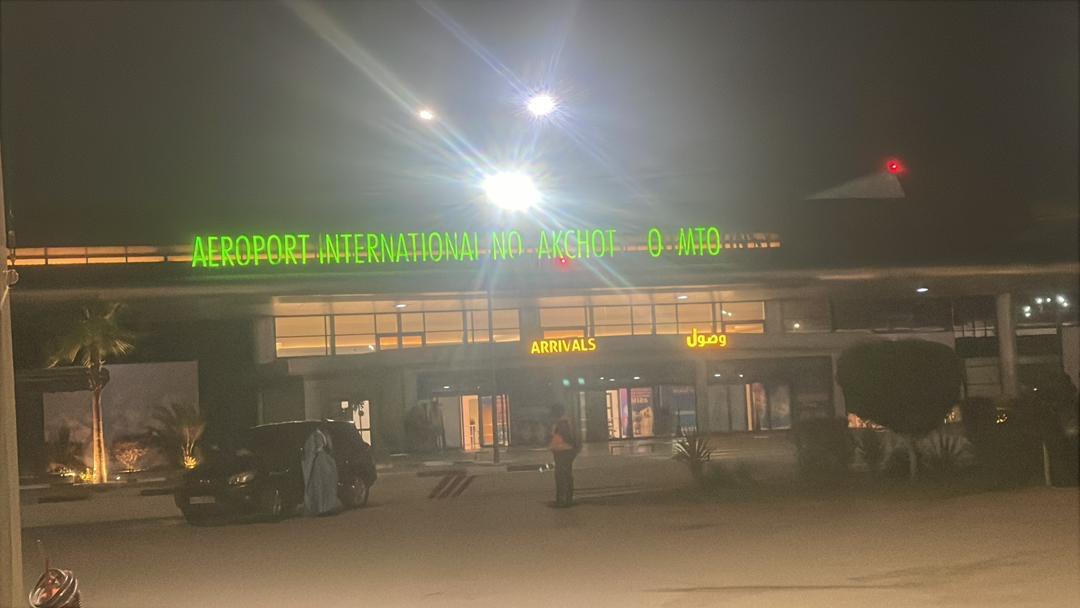 AEROPORT INTERNATIONAL NO AKCHOT O MTO
ARRIVALS وصول